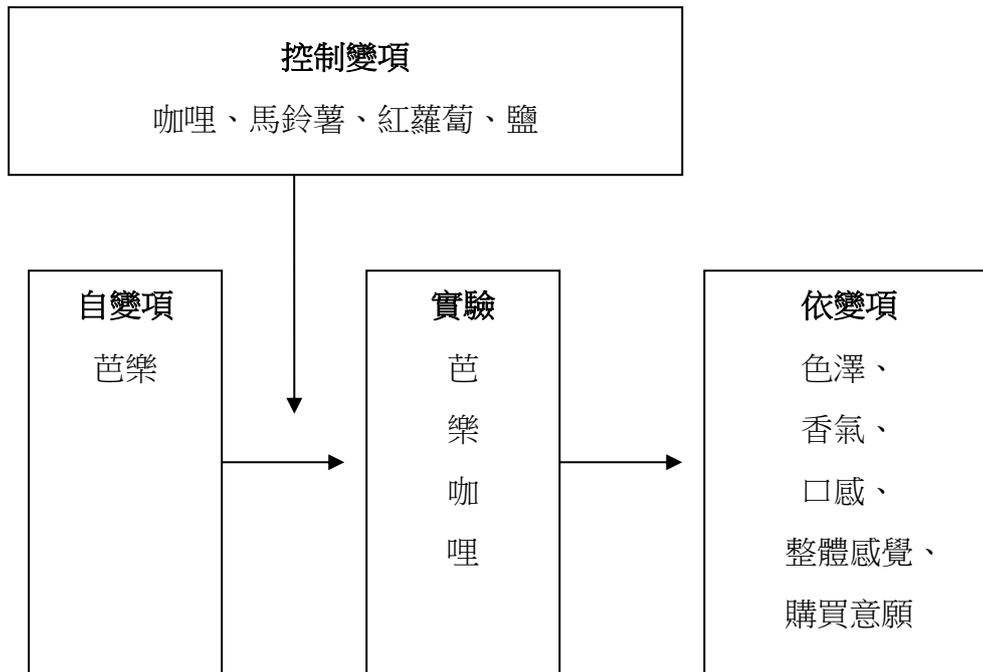 控制變項
咖哩、馬鈴薯、紅蘿蔔、鹽
自變項
芭樂
實驗
芭
樂
咖
哩
依變項
色澤、
香氣、
口感、
整體感覺、
購買意願